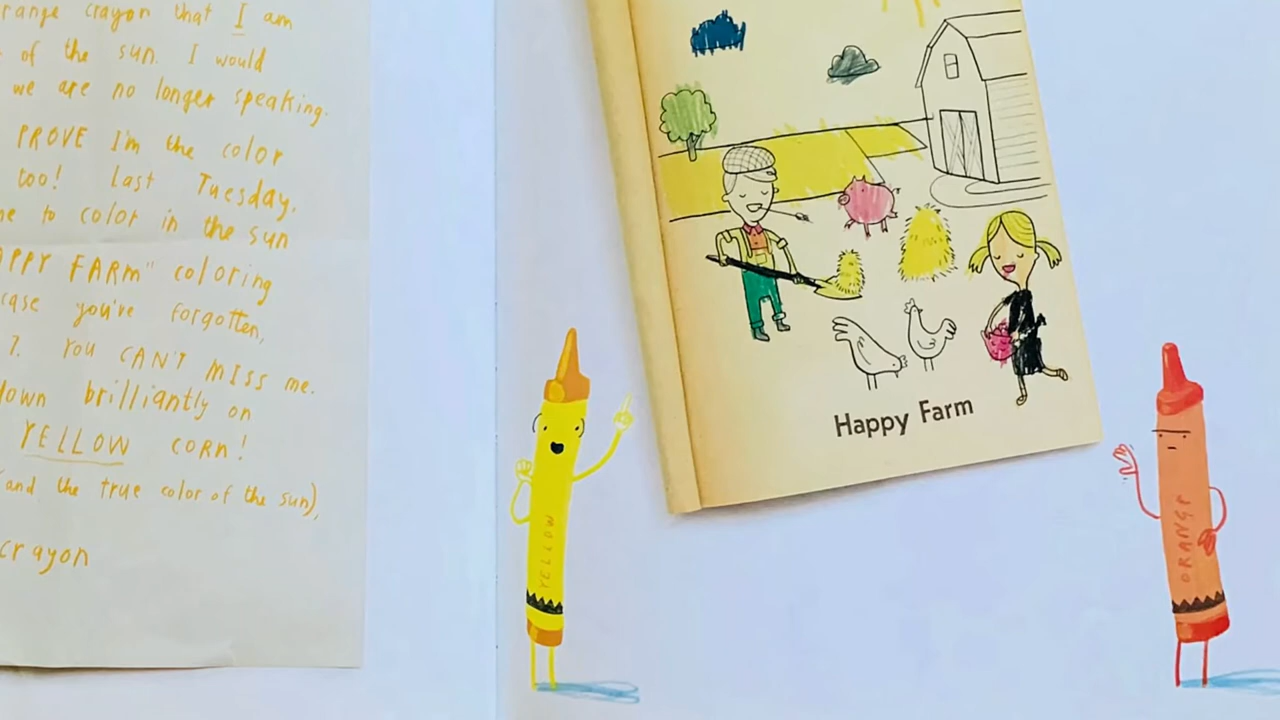 range crayon that I am
of the sun. I would
we are no longer speaking.
PROVE I'm the color
too! Last Tuesday,
to color in the sun
PPY FARM" coloring
case you've forgotten,
7. YOU CAN'T MISS me.
down brilliantly on
YELLOW CORN!
(and the true color of the sun),
crayon
Happy Farm
YELLOW
ORANGE